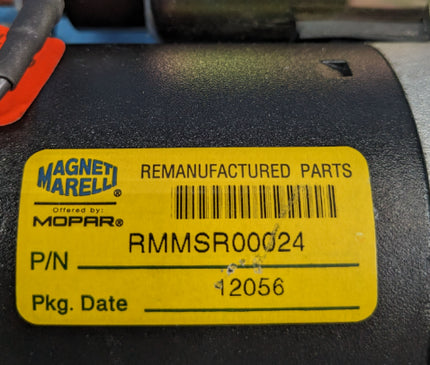 MAGNETI
MARELLI®
Offered by:
MOPAR®
REMANUFACTURED PARTS
RMMSR00024
P/N
12056
Pkg. Date